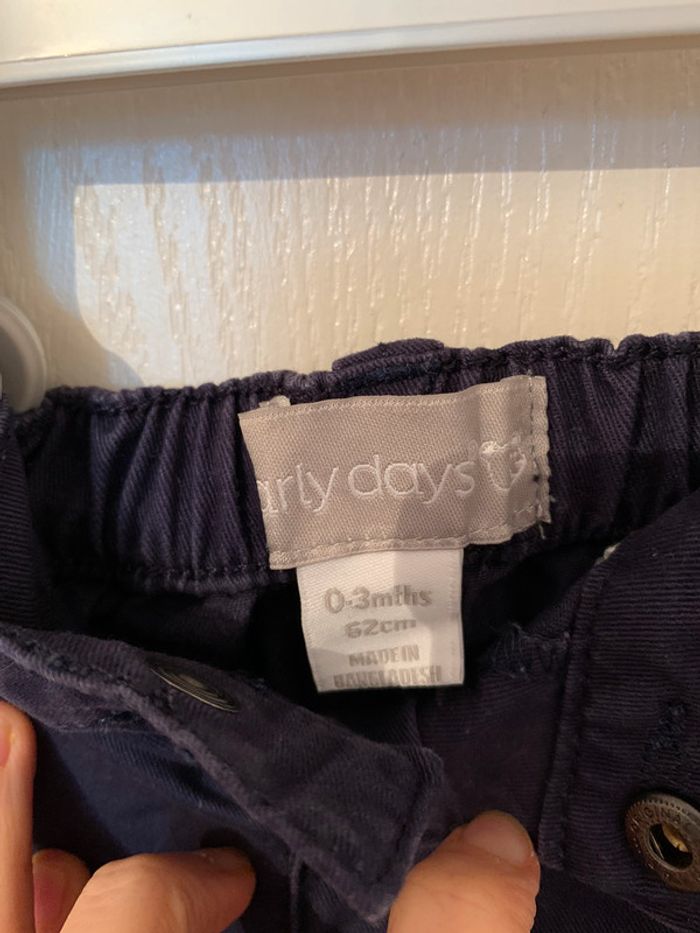 arly days
0-3mths
62cm
MADE IN
BANGLADESH